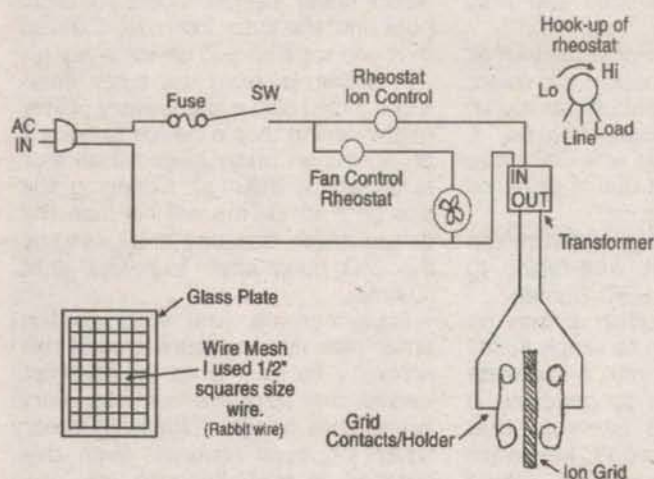 Hook-up of
rheostat
Hi
Lo
Load
Line
Rheostat
Ion Control
SW
Fuse
AC
IN
Fan Control
Rheostat
IN
OUT
Transformer
Glass Plate
Wire Mesh
I used 1/2"
squares size
wire.
(Rabbit wire)
Grid
Contacts/Holder
Ion Grid